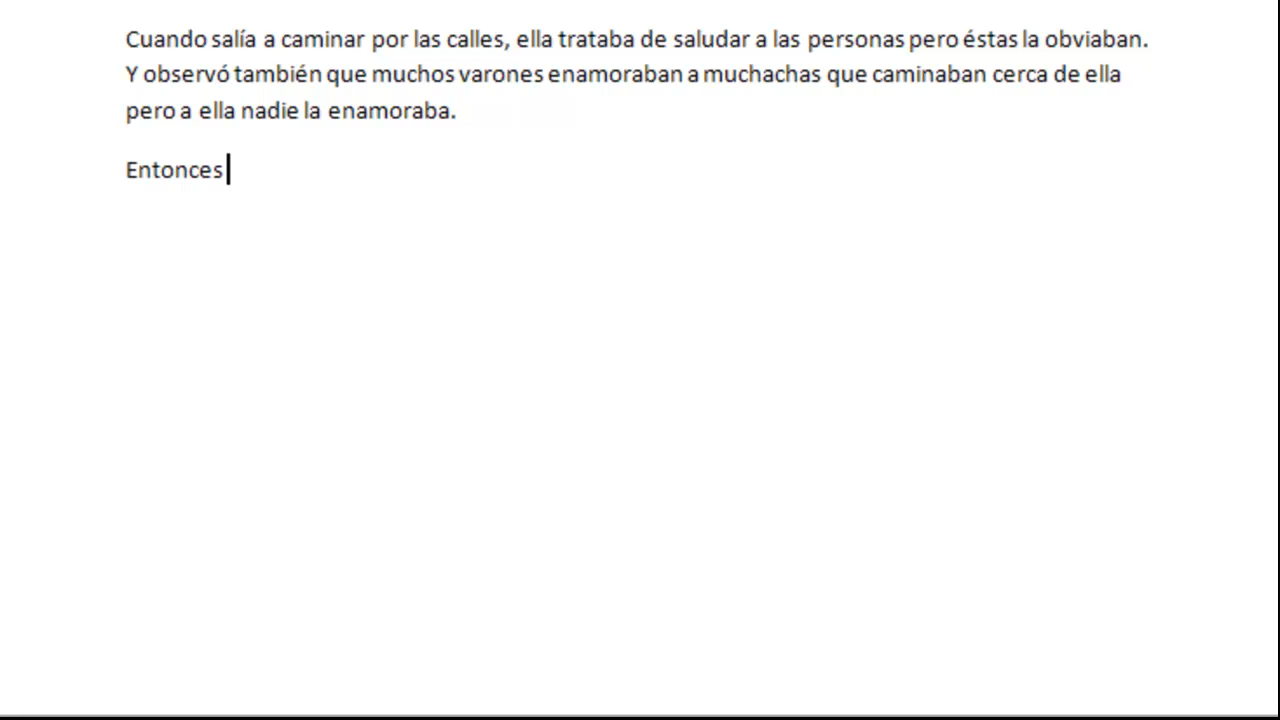 Cuando salía a caminar por las calles, ella trataba de saludar a las personas pero éstas la obviaban.
Y observó también que muchos varones enamoraban a muchachas que caminaban cerca de ella
pero a ella nadie la enamoraba.
Entonces